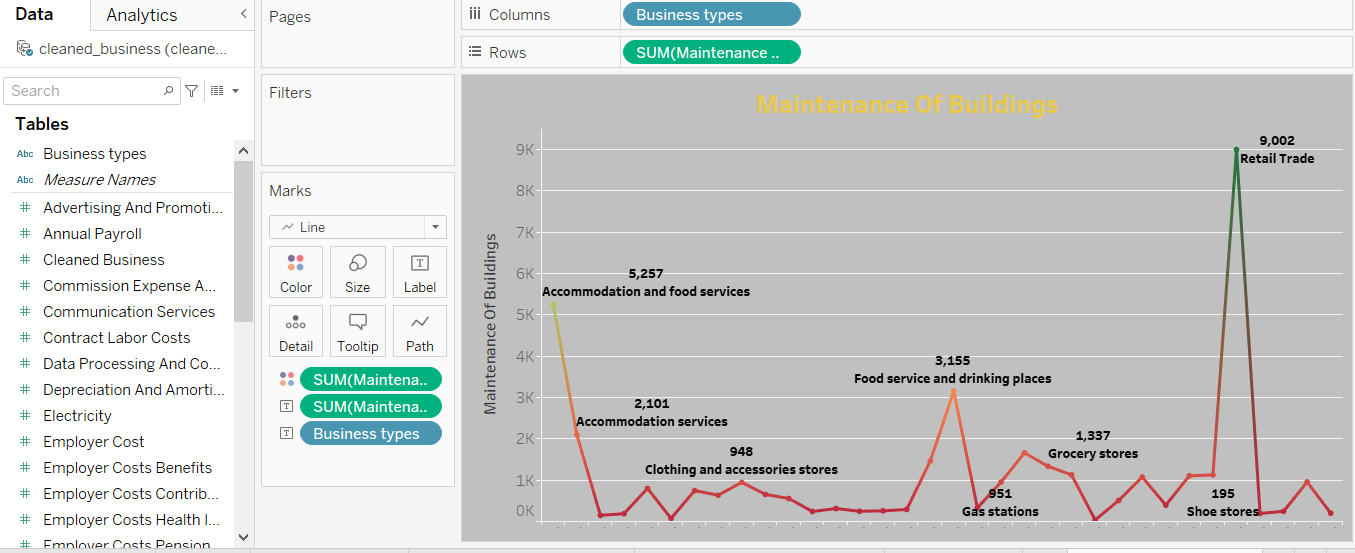 Data
Analytics
cleaned_business (cleane...
Search
Tables
Abc Business types
Abc Measure Names
Advertising And Promoti...
Annual Payroll
Cleaned Business
Commission Expense A...
Communication Services
Contract Labor Costs
Data Processing And Co...
Depreciation And Amorti...
Electricity
Employer Cost
Employer Costs Benefits
Employer Costs Contrib...
Employer Costs Health I...
Employer Costs Pension
Pages
Filters
Marks
Line
Color
Size
T
Label
Detail
Tooltip
Path
SUM(Maintena..
T SUM(Maintena..
T Business types
Columns
Business types
Rows
SUM(Maintenance ..
Maintenance Of Buildings
Maintenance Of Buildings
9K
8K
7K
6K
5K
4K
3K
2K
1K
0K
9,002
Retail Trade
5,257
Accommodation and food services
3,155
Food service and drinking places
2,101
Accommodation services
1,337
Grocery stores
948
Clothing and accessories stores
951
Gas stations
195
Shoe stores